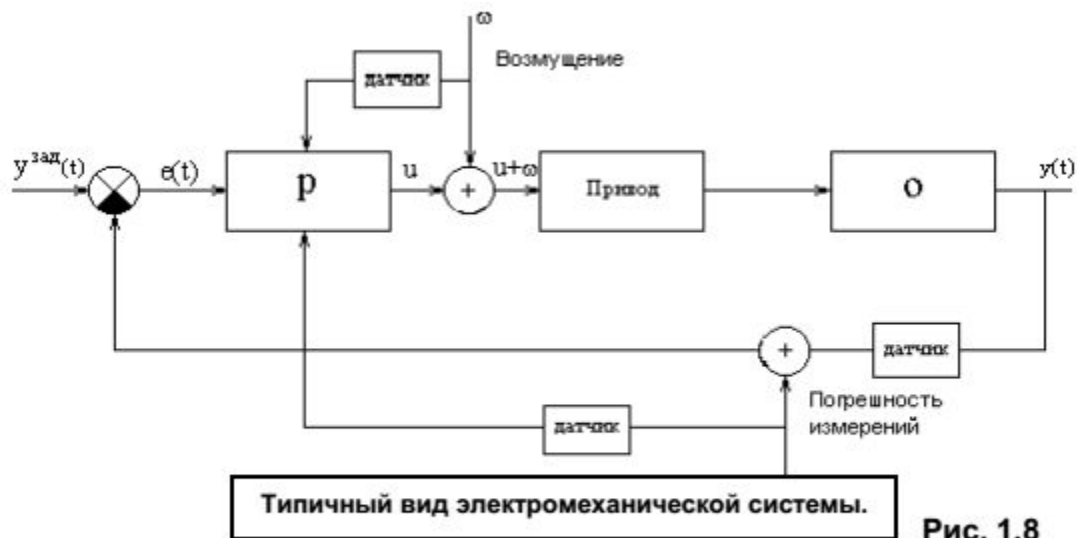 ω
Возмущение
датчик
y зад (t)
e(t)
p
u
+
u+ω
Привод
o
y(t)
+
датчик
Погрешность
измерений
датчик
Типичный вид электромеханической системы.
Рис. 1.8